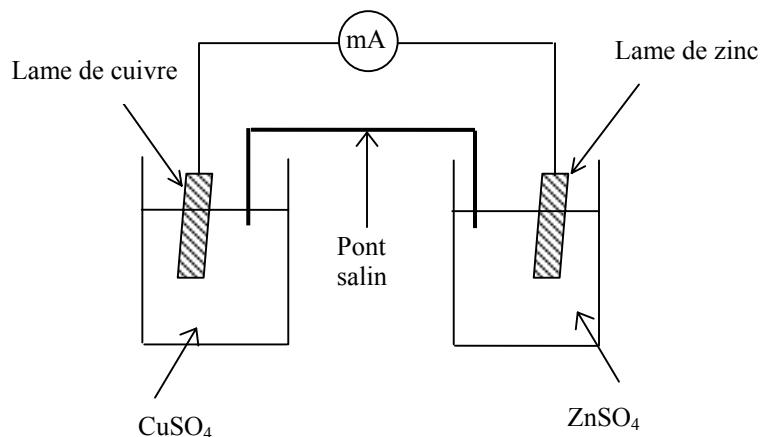 mA
Lame de cuivre
Lame de zinc
Pont
salin
CuSO₄
ZnSO₄